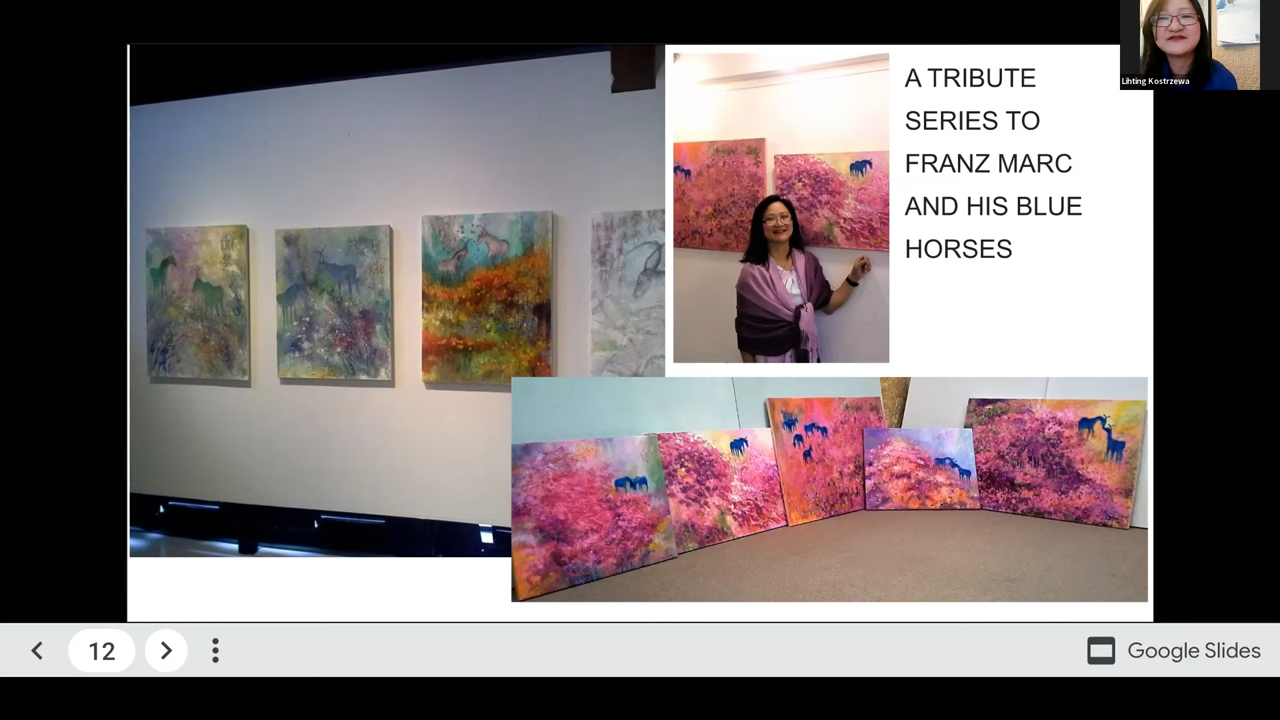 A TRIBUTE
SERIES TO
FRANZ MARC
AND HIS BLUE
HORSES
Lihting Kostrzewa
12
Google Slides